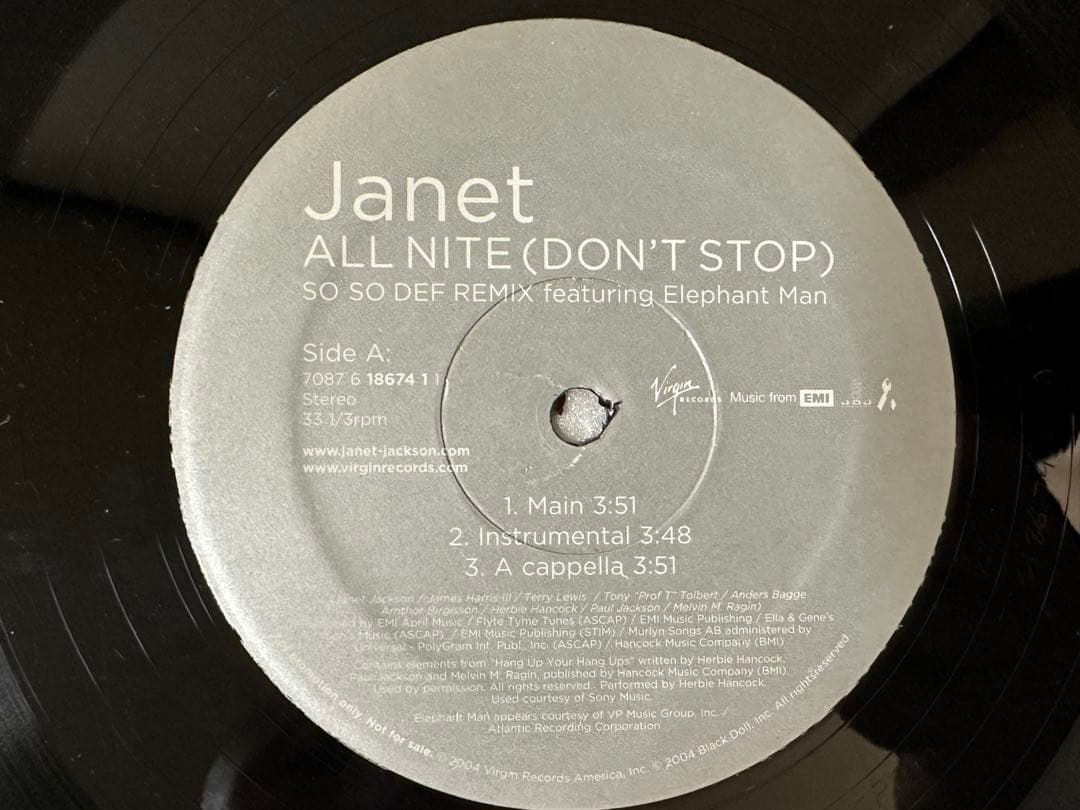 Janet
ALL NITE (DON'T STOP)
SO SO DEF REMIX featuring Elephant Man
Side A:
7087 6 18674 1 1
Stereo
33 1/3rpm
www.janet-jackson.com
www.virginrecords.com
Virgin RECORDS Music from EMI
1. Main 3:51
2. Instrumental 3:48
3. A cappella 3:51
Janet Jackson / James Harris III / Terry Lewis / Tony "Prof T" Tolbert / Anders Bagge
Arnthor Birgisson / Herbie Hancock / Paul Jackson / Melvin M. Ragin)
by EMI April Music / Flyte Tyme Tunes (ASCAP) / EMI Music Publishing / Ella & Gene's
Son's Music (ASCAP) / EMI Music Publishing (STIM) / Murlyn Songs AB administered by
Universal - PolyGram Int. Publ., Inc. (ASCAP) / Hancock Music Company (BMI)
Contains elements from "Hang Up Your Hang Ups" written by Herbie Hancock,
Paul Jackson and Melvin M. Ragin, published by Hancock Music Company (BMI).
Used by permission. All rights reserved. Performed by Herbie Hancock.
Used courtesy of Sony Music.
Elephant Man appears courtesy of VP Music Group, Inc. /
Atlantic Recording Corporation
Promotion only. Not for sale. 2004 Virgin Records America, Inc. © 2004 Black Doll, Inc. All rights reserved